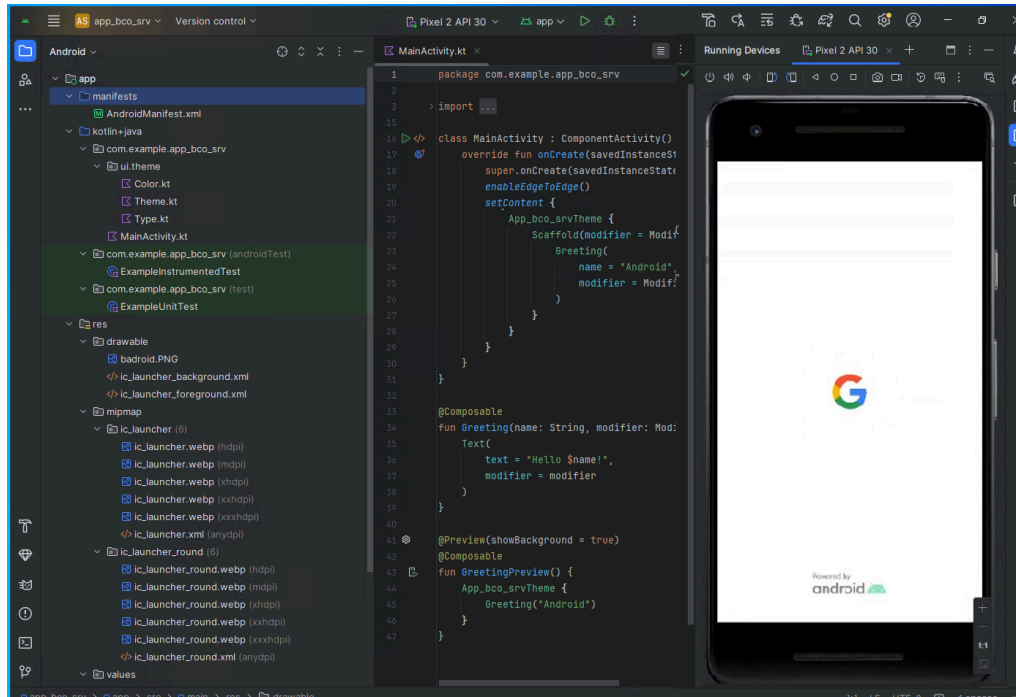 AS app_bco_srv Version control Pixel 2 API 30 app
Android
app
manifests
AndroidManifest.xml
kotlin+java
com.example.app_bco_srv
ui.theme
Color.kt
Theme.kt
Type.kt
MainActivity.kt
com.example.app_bco_srv (androidTest)
ExampleInstrumentedTest
com.example.app_bco_srv (test)
ExampleUnitTest
res
drawable
badroid.PNG
ic_launcher_background.xml
ic_launcher_foreground.xml
mipmap
ic_launcher (6)
ic_launcher.webp (hdpi)
ic_launcher.webp (mdpi)
ic_launcher.webp (xhdpi)
ic_launcher.webp (xxhdpi)
ic_launcher.webp (xxxhdpi)
ic_launcher.xml (anydpi)
ic_launcher_round (6)
ic_launcher_round.webp (hdpi)
ic_launcher_round.webp (mdpi)
ic_launcher_round.webp (xhdpi)
ic_launcher_round.webp (xxhdpi)
ic_launcher_round.webp (xxxhdpi)
ic_launcher_round.xml (anydpi)
values
MainActivity.kt
1 package com.example.app_bco_srv
2
3 import ...
15
16 class MainActivity : ComponentActivity()
17 override fun onCreate(savedInstanceSt
18 super.onCreate(savedInstanceState
19 enableEdgeToEdge()
20 setContent {
21 App_bco_srvTheme {
22 Scaffold(modifier = Modif
23 Greeting(
24 name = "Android",
25 modifier = Modif
26 )
27 }
28 }
29 }
30 }
31 }
32
33 @Composable
34 fun Greeting(name: String, modifier: Modi
35 Text(
36 text = "Hello $name!",
37 modifier = modifier
38 )
39 }
40
41 @Preview(showBackground = true)
42 @Composable
43 fun GreetingPreview() {
44 App_bco_srvTheme {
45 Greeting("Android")
46 }
47 }
Running Devices Pixel 2 API 30
G
Powered by
android
1:1
app_bco_srv > app > src > main > res > drawable